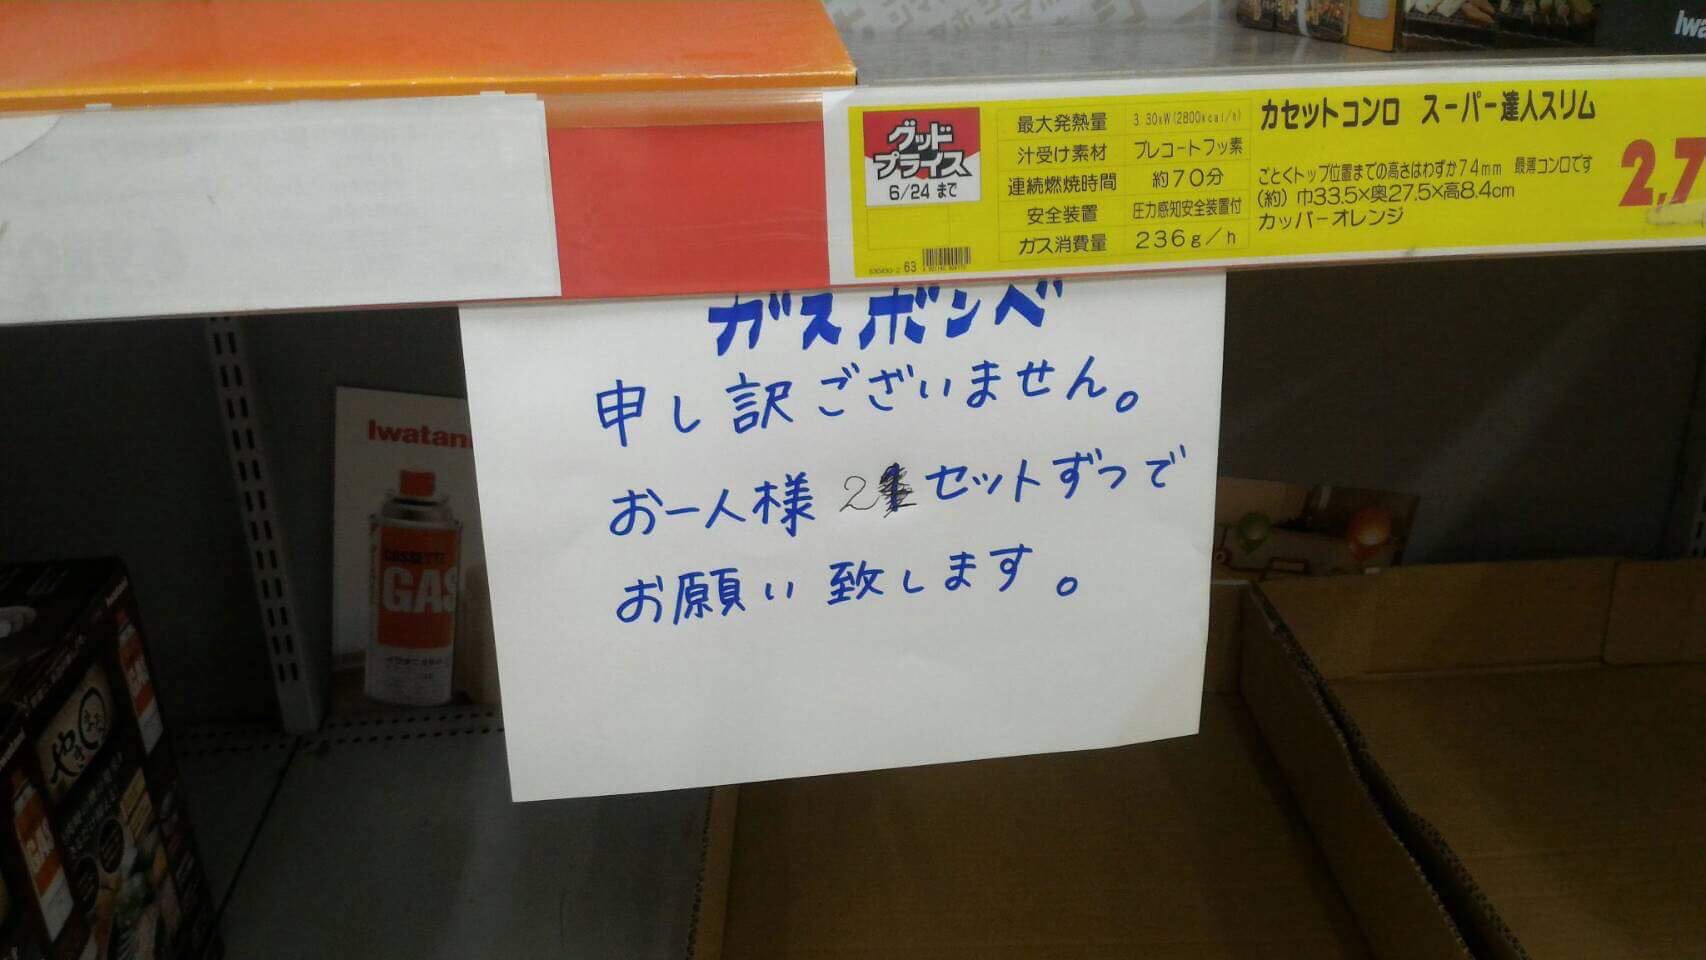 グッド
プライス
6/24 まで
最大発熱量 3.30kW(2800kcal/h)
汁受け素材 プレコートフッ素
連続燃焼時間 約70分
安全装置 圧力感知安全装置付
ガス消費量 236g/h
63
カセットコンロ スーパー達人スリム
ごとくトップ位置までの高さはわずか74mm 最薄コンロです
(約) 巾33.5×奥27.5×高8.4cm
カッパーオレンジ
2,7
ガスボンベ
申し訳ございません。
お一人様 2セットずつで
お願い致します。
Iwatani
CASSETTE
GAS